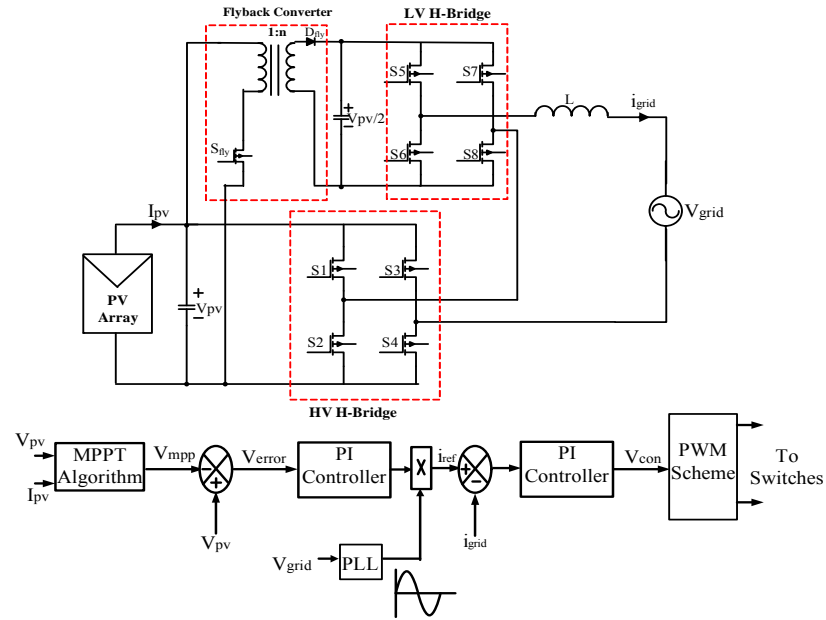 Flyback Converter
LV H-Bridge
1:n
Dfly
S5
S7
L
igrid
Vpv/2
S6
S8
Sfly
Vgrid
Ipv
S1
S3
PV
Array
Vpv
S2
S4
HV H-Bridge
Vpv
Ipv
MPPT
Algorithm
Vmpp
Verror
PI
Controller
X
iref
PI
Controller
Vcon
PWM
Scheme
To
Switches
Vpv
igrid
Vgrid
PLL